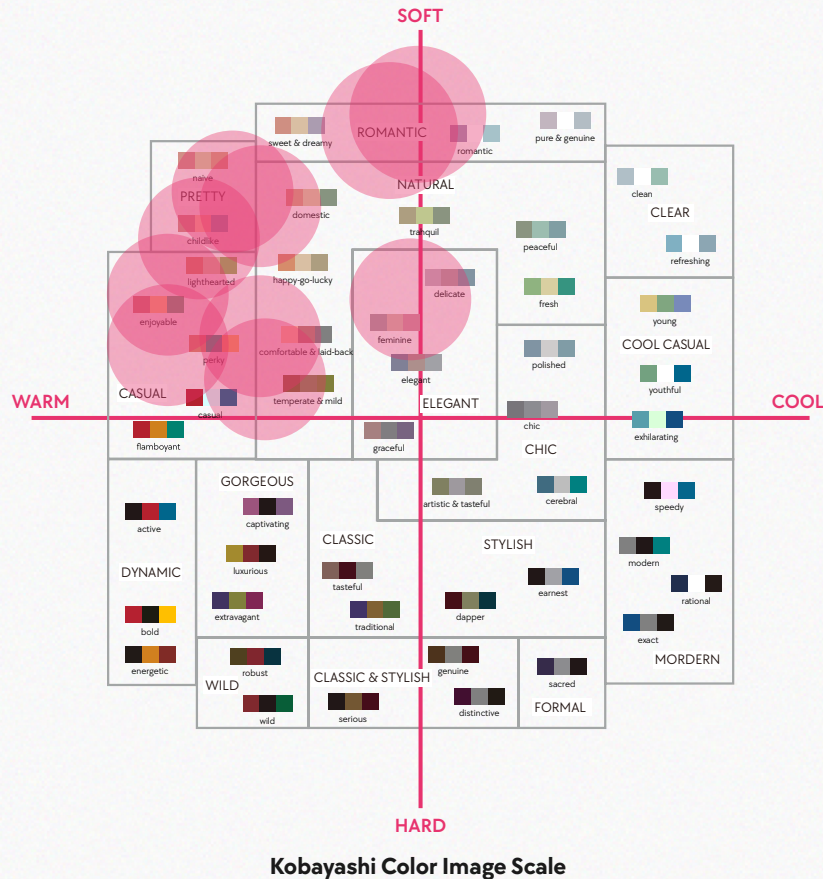 SOFT
ROMANTIC
sweet & dreamy
romantic
pure & genuine
naive
PRETTY
childlike
NATURAL
domestic
tranquil
peaceful
clean
CLEAR
refreshing
lighthearted
happy-go-lucky
delicate
fresh
enjoyable
feminine
young
perky
comfortable & laid-back
elegant
polished
COOL CASUAL
youthful
temperate & mild
CASUAL
casual
WARM
ELEGANT
chic
COOL
flamboyant
graceful
CHIC
exhilarating
GORGEOUS
captivating
artistic & tasteful
cerebral
speedy
active
CLASSIC
STYLISH
luxurious
modern
DYNAMIC
tasteful
earnest
rational
extravagant
traditional
dapper
bold
exact
energetic
robust
WILD
wild
CLASSIC & STYLISH
serious
genuine
distinctive
sacred
FORMAL
MORDERN
HARD
Kobayashi Color Image Scale